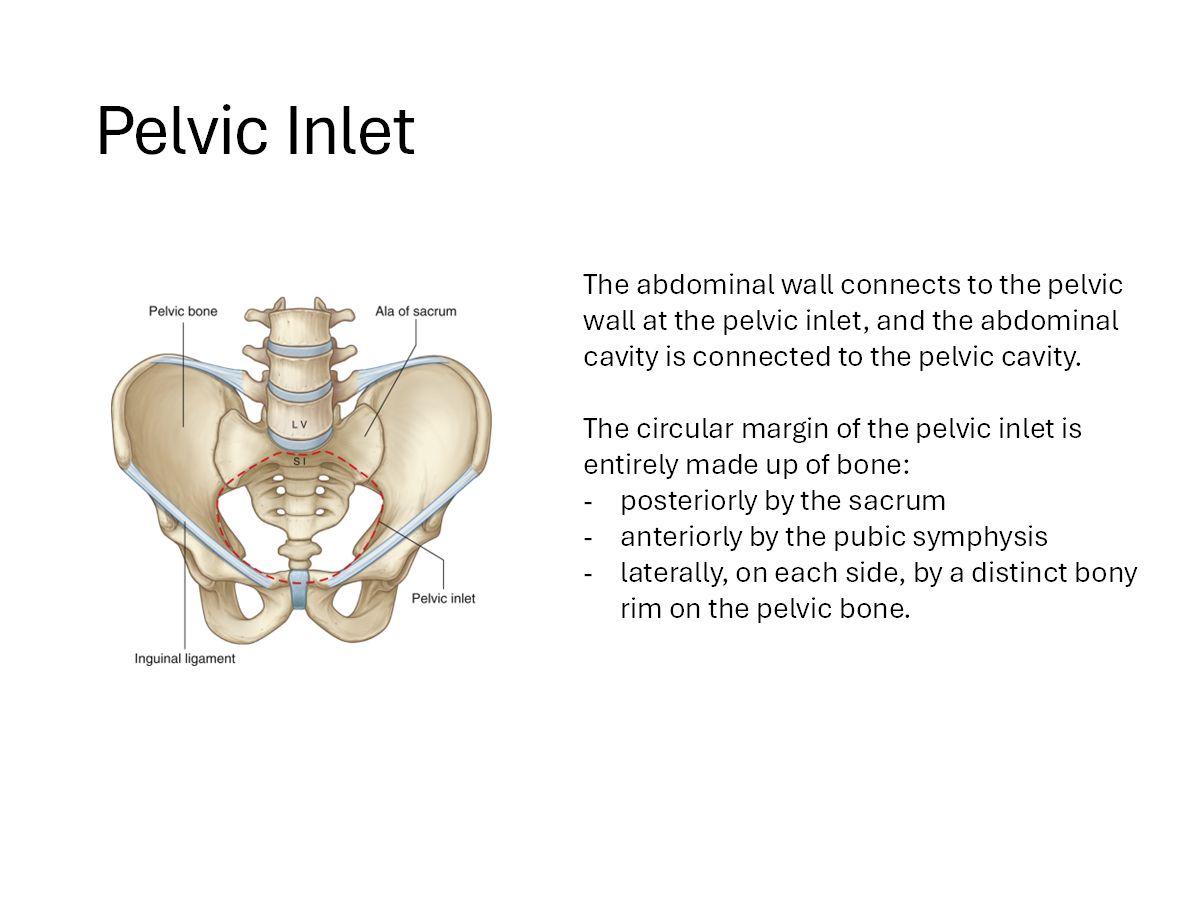 Pelvic Inlet
Pelvic bone
Ala of sacrum
L V
S I
Pelvic inlet
Inguinal ligament
The abdominal wall connects to the pelvic
wall at the pelvic inlet, and the abdominal
cavity is connected to the pelvic cavity.
The circular margin of the pelvic inlet is
entirely made up of bone:
- posteriorly by the sacrum
- anteriorly by the pubic symphysis
- laterally, on each side, by a distinct bony
rim on the pelvic bone.